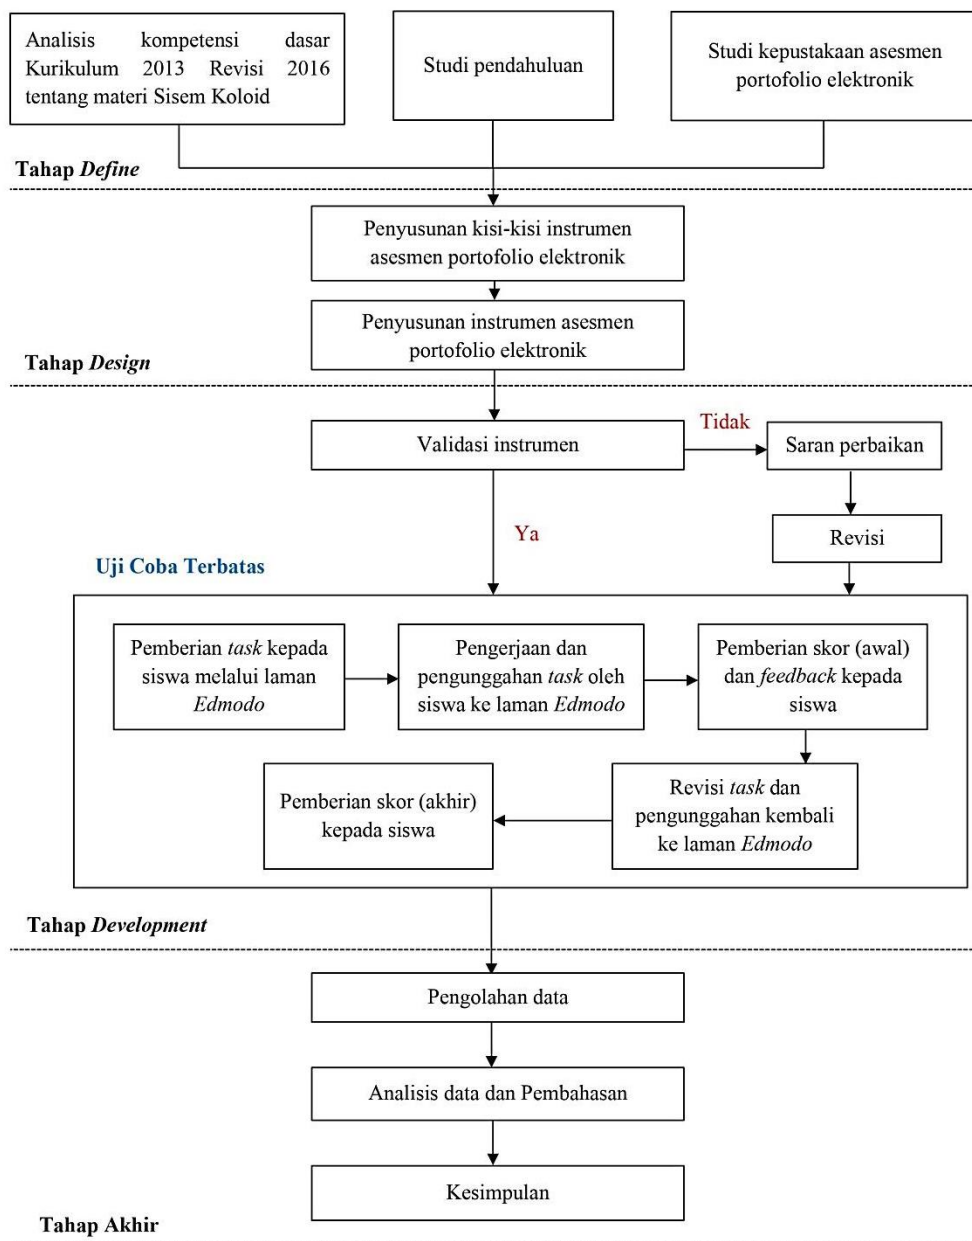 Analisis kompetensi dasar
Kurikulum 2013 Revisi 2016
tentang materi Sisem Koloid
Studi pendahuluan
Studi kepustakaan asesmen
portofolio elektronik
Tahap Define
Penyusunan kisi-kisi instrumen
asesmen portofolio elektronik
Penyusunan instrumen asesmen
portofolio elektronik
Tahap Design
Validasi instrumen
Tidak
Saran perbaikan
Ya
Revisi
Uji Coba Terbatas
Pemberian task kepada
siswa melalui laman
Edmodo
Pengerjaan dan
pengunggahan task oleh
siswa ke laman Edmodo
Pemberian skor (awal)
dan feedback kepada
siswa
Pemberian skor (akhir)
kepada siswa
Revisi task dan
pengunggahan kembali
ke laman Edmodo
Tahap Development
Pengolahan data
Analisis data dan Pembahasan
Kesimpulan
Tahap Akhir